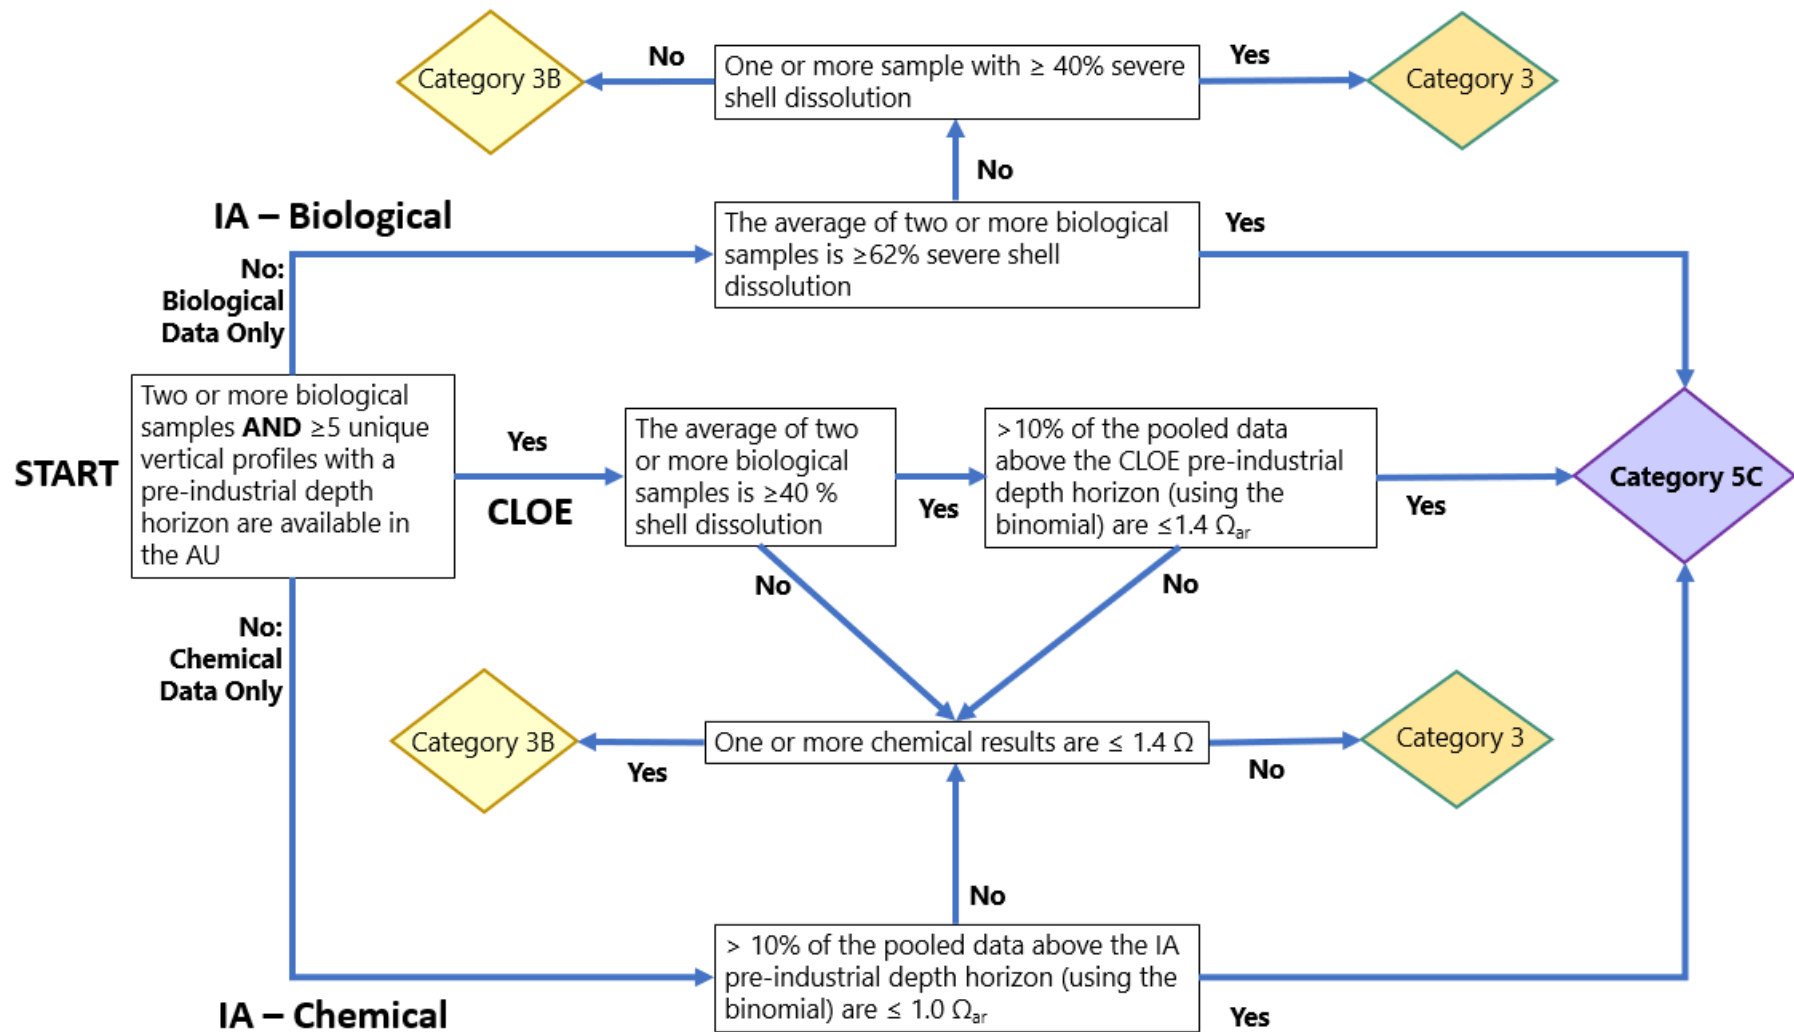 No
Yes
Category 3B
One or more sample with ≥ 40% severe
shell dissolution
Category 3
No
IA – Biological
The average of two or more biological
samples is ≥62% severe shell
dissolution
Yes
No:
Biological
Data Only
START
Two or more biological
samples AND ≥5 unique
vertical profiles with a
pre-industrial depth
horizon are available in
the AU
Yes
CLOE
The average of two
or more biological
samples is ≥40 %
shell dissolution
Yes
>10% of the pooled data
above the CLOE pre-industrial
depth horizon (using the
binomial) are ≤1.4 Ωar
Yes
Category 5C
No
No
No:
Chemical
Data Only
Category 3B
Yes
One or more chemical results are ≤ 1.4 Ω
No
Category 3
No
> 10% of the pooled data above the IA
pre-industrial depth horizon (using the
binomial) are ≤ 1.0 Ωar
IA – Chemical
Yes